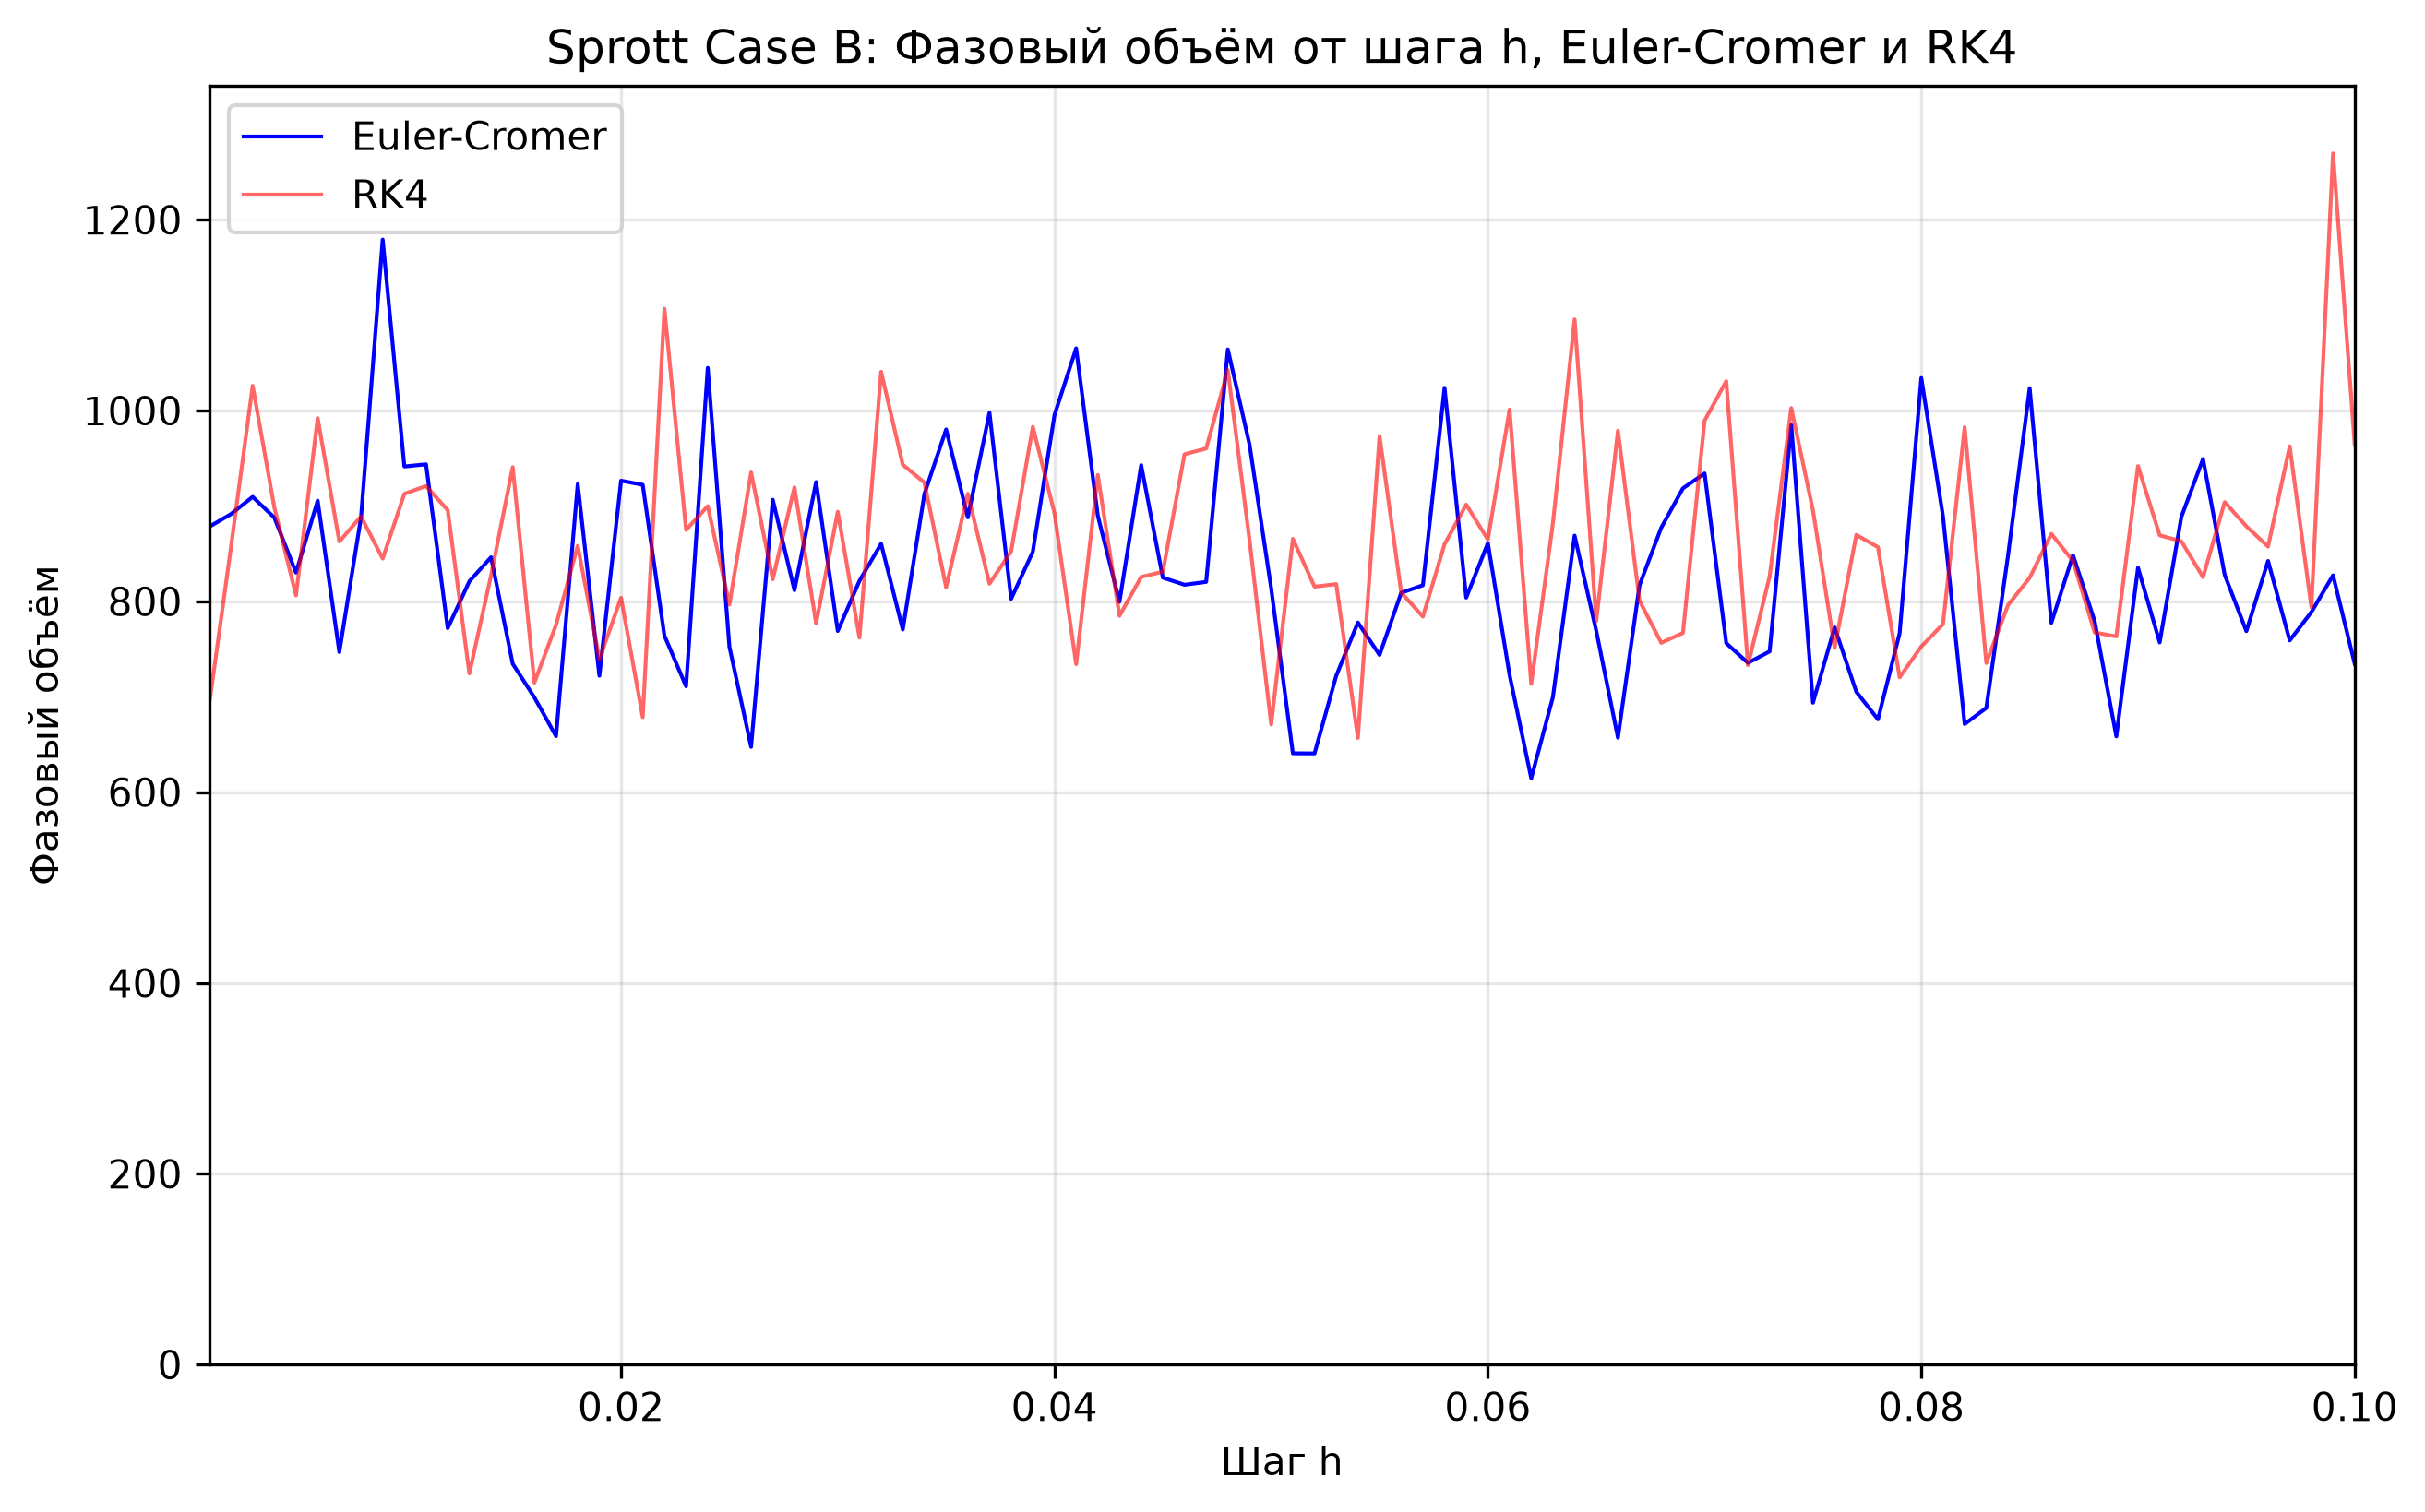 Sprott Case B: Фазовый объём от шага h, Euler-Cromer и RK4
Euler-Cromer
RK4
Фазовый объём
1200
1000
800
600
400
200
0
0.02
0.04
0.06
0.08
0.10
Шаг h